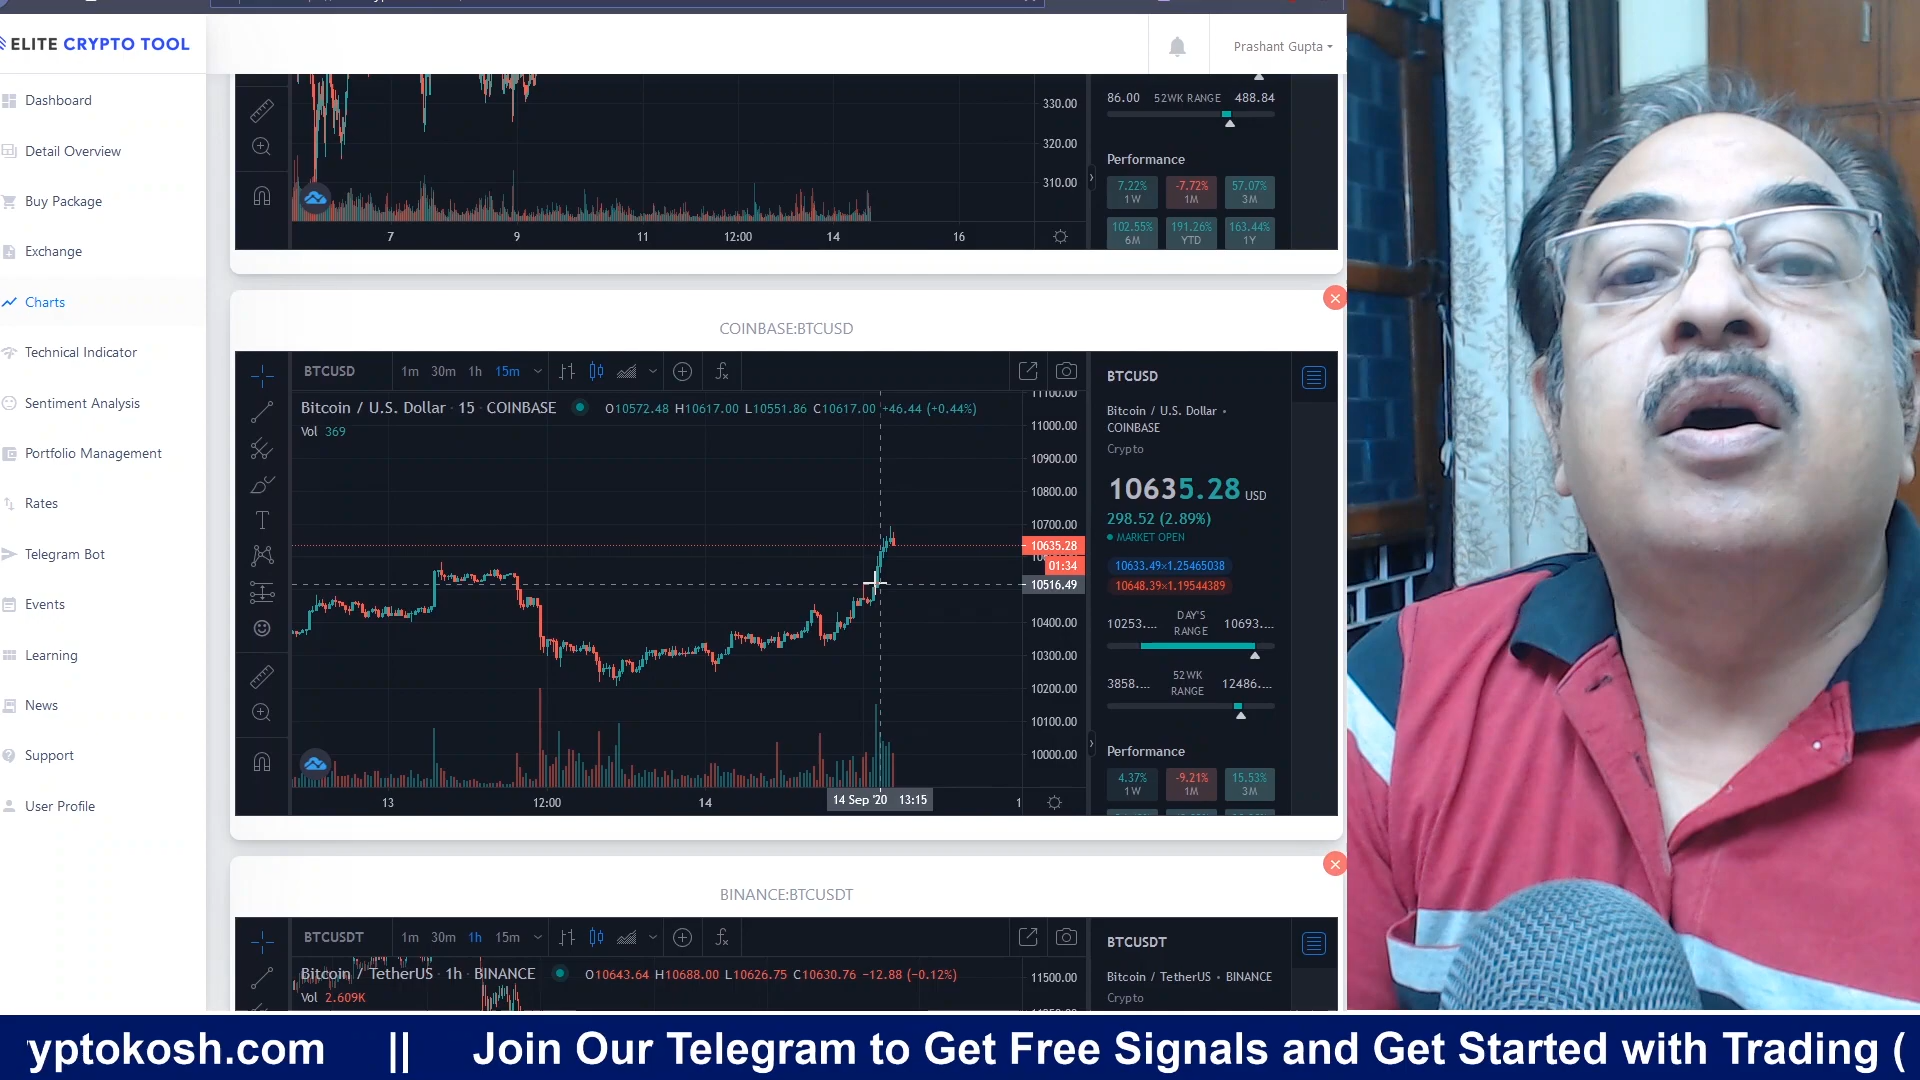 ELITE CRYPTO TOOL
Prashant Gupta
Dashboard
Detail Overview
Buy Package
Exchange
Charts
Technical Indicator
Sentiment Analysis
Portfolio Management
Rates
Telegram Bot
Events
Learning
News
Support
User Profile
330.00
320.00
310.00
7 9 11 12:00 14 16
86.00 52WK RANGE 488.84
Performance
7.22% -7.72% 57.07%
1W 1M 3M
102.55% 191.26% 163.44%
6M YTD 1Y
COINBASE:BTCUSD
BTCUSD 1m 30m 1h 15m
Bitcoin / U.S. Dollar · 15 · COINBASE O10572.48 H10617.00 L10551.86 C10617.00 +46.44 (+0.44%)
Vol 369
11100.00
11000.00
10900.00
10800.00
10700.00
10635.28
01:34
10516.49
10400.00
10300.00
10200.00
10100.00
10000.00
13 12:00 14 14 Sep '20 13:15 1
BTCUSD
Bitcoin / U.S. Dollar •
COINBASE
Crypto
10635.28 USD
298.52 (2.89%)
MARKET OPEN
10633.49×1.25465038
10648.39×1.19544389
10253.... DAY'S RANGE 10693....
3858.... 52WK RANGE 12486....
Performance
4.37% -9.21% 15.53%
1W 1M 3M
BINANCE:BTCUSDT
BTCUSDT 1m 30m 1h 15m
Bitcoin / TetherUS · 1h · BINANCE O10643.64 H10688.00 L10626.75 C10630.76 −12.88 (−0.12%)
Vol 2.609K
11500.00
BTCUSDT
Bitcoin / TetherUS • BINANCE
Crypto
yptokosh.com || Join Our Telegram to Get Free Signals and Get Started with Trading (